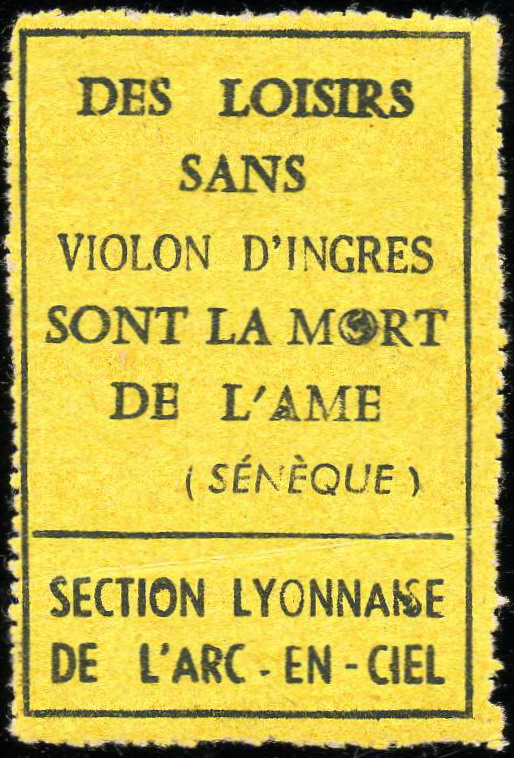 DES LOISIRS
SANS
VIOLON D'INGRES
SONT LA MORT
DE L'AME
(SÉNÈQUE)
SECTION LYONNAISE
DE L'ARC-EN-CIEL